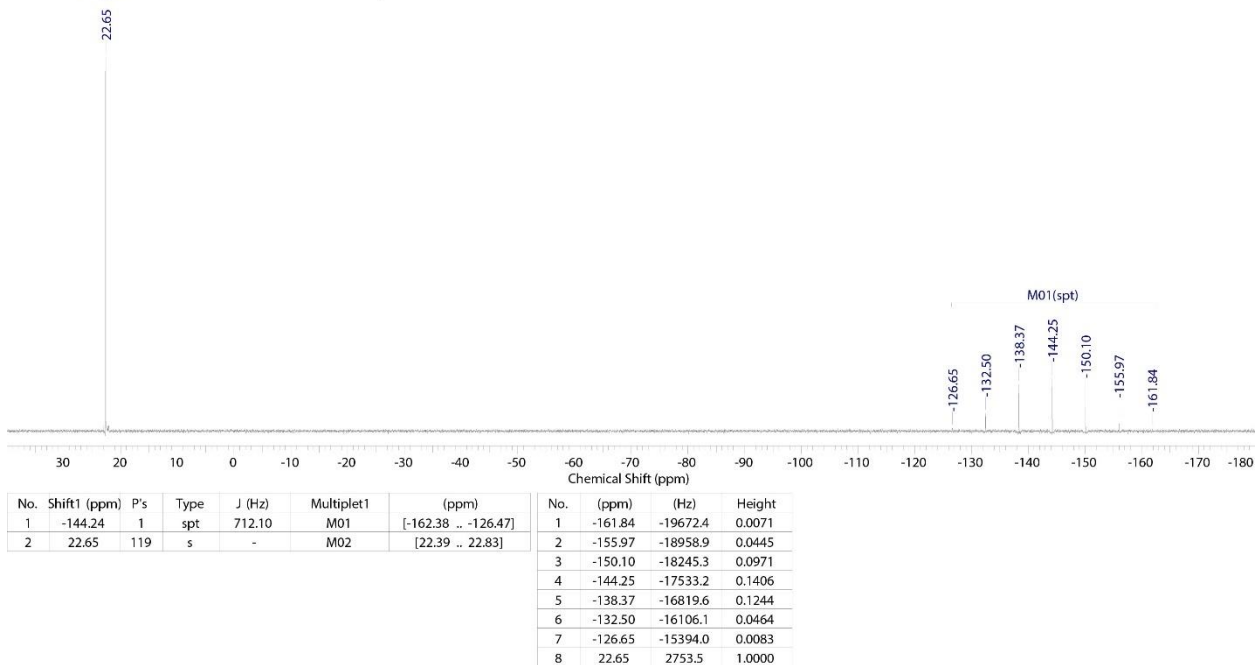 22.65
M01(spt)
-126.65
-132.50
-138.37
-144.25
-150.10
-155.97
-161.84
30 20 10 0 -10 -20 -30 -40 -50 -60 -70 -80 -90 -100 -110 -120 -130 -140 -150 -160 -170 -180
Chemical Shift (ppm)
No. Shift1 (ppm) P's Type J (Hz) Multiplet1 (ppm)
1 -144.24 1 spt 712.10 M01 [-162.38 .. -126.47]
2 22.65 119 s - M02 [22.39 .. 22.83]
No. (ppm) (Hz) Height
1 -161.84 -19672.4 0.0071
2 -155.97 -18958.9 0.0445
3 -150.10 -18245.3 0.0971
4 -144.25 -17533.2 0.1406
5 -138.37 -16819.6 0.1244
6 -132.50 -16106.1 0.0464
7 -126.65 -15394.0 0.0083
8 22.65 2753.5 1.0000